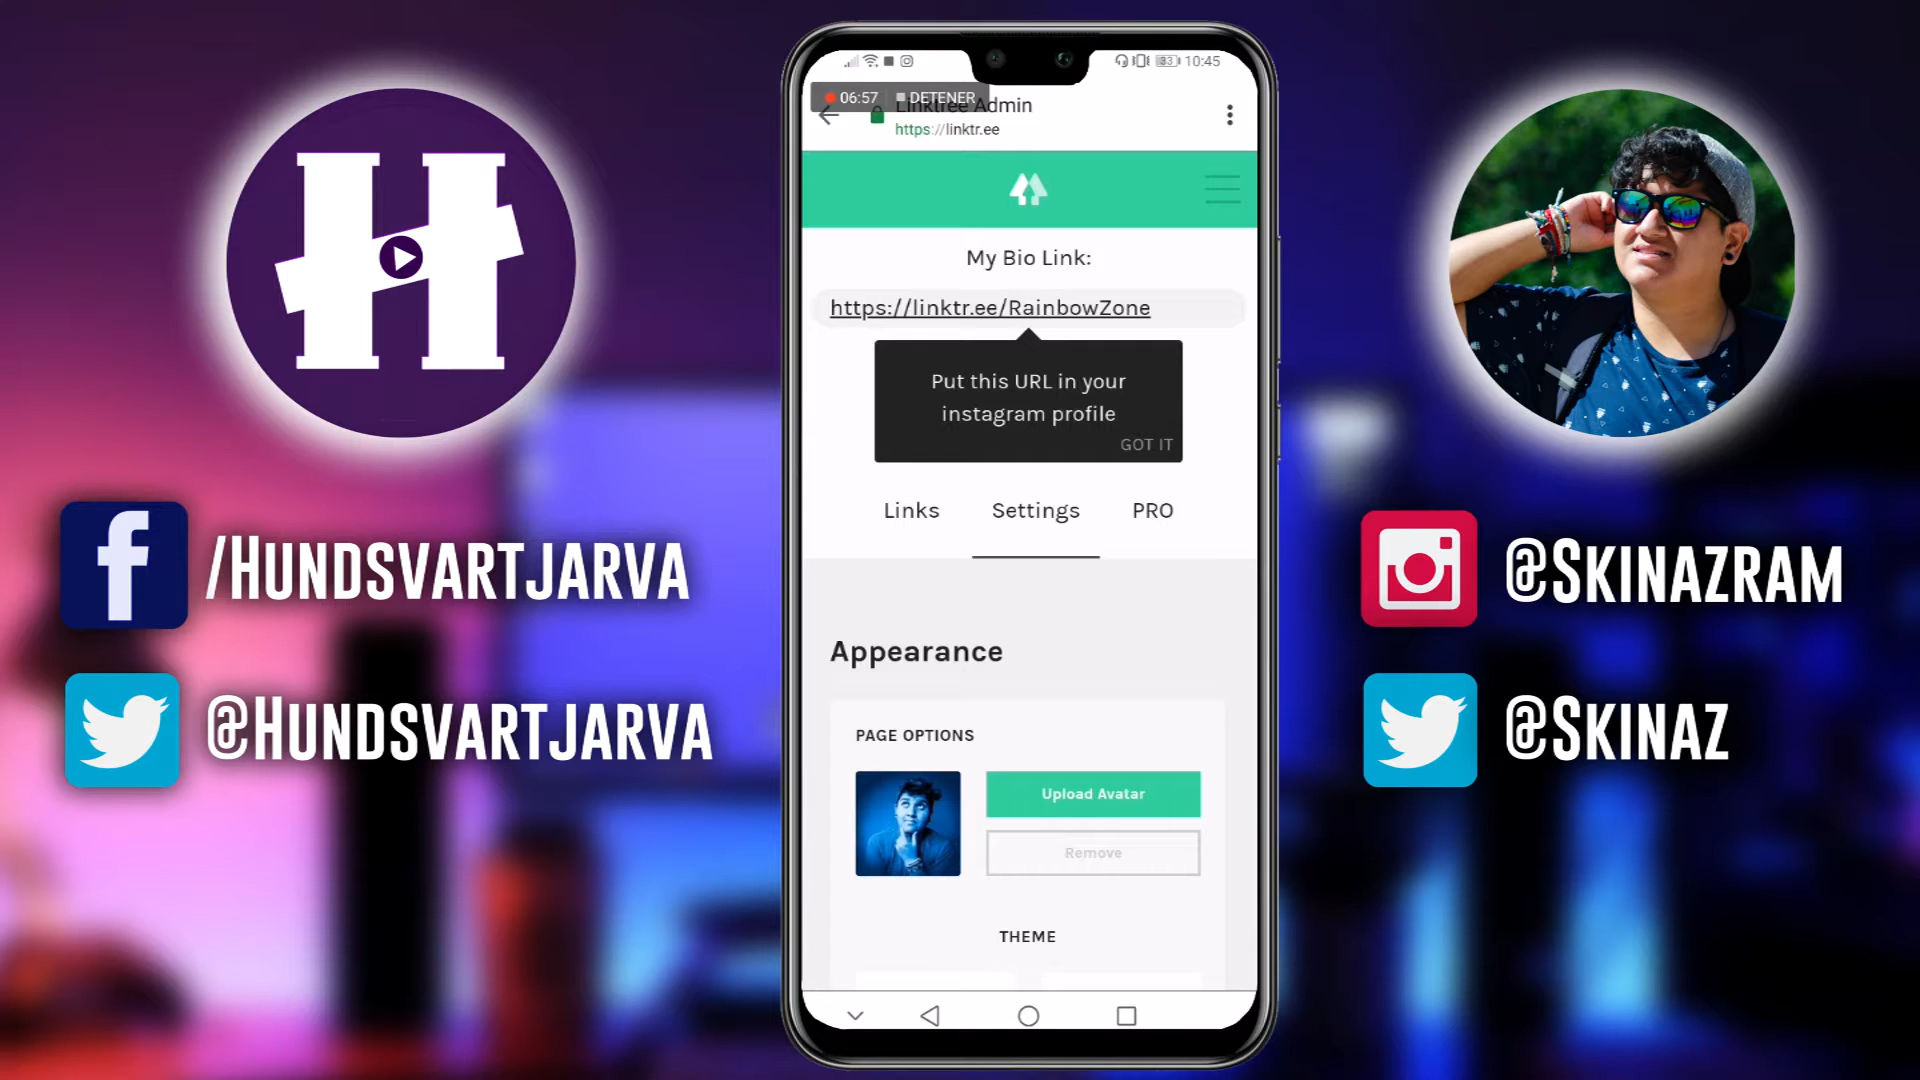 H
f
/HUNDSVARTJARVA
@HUNDSVARTJARVA
33 10:45
06:57 DETENER
Linktree Admin
https://linktr.ee
My Bio Link:
https://linktr.ee/RainbowZone
Put this URL in your
instagram profile
GOT IT
Links Settings PRO
Appearance
PAGE OPTIONS
Upload Avatar
Remove
THEME
@SKINAZRAM
@SKINAZ